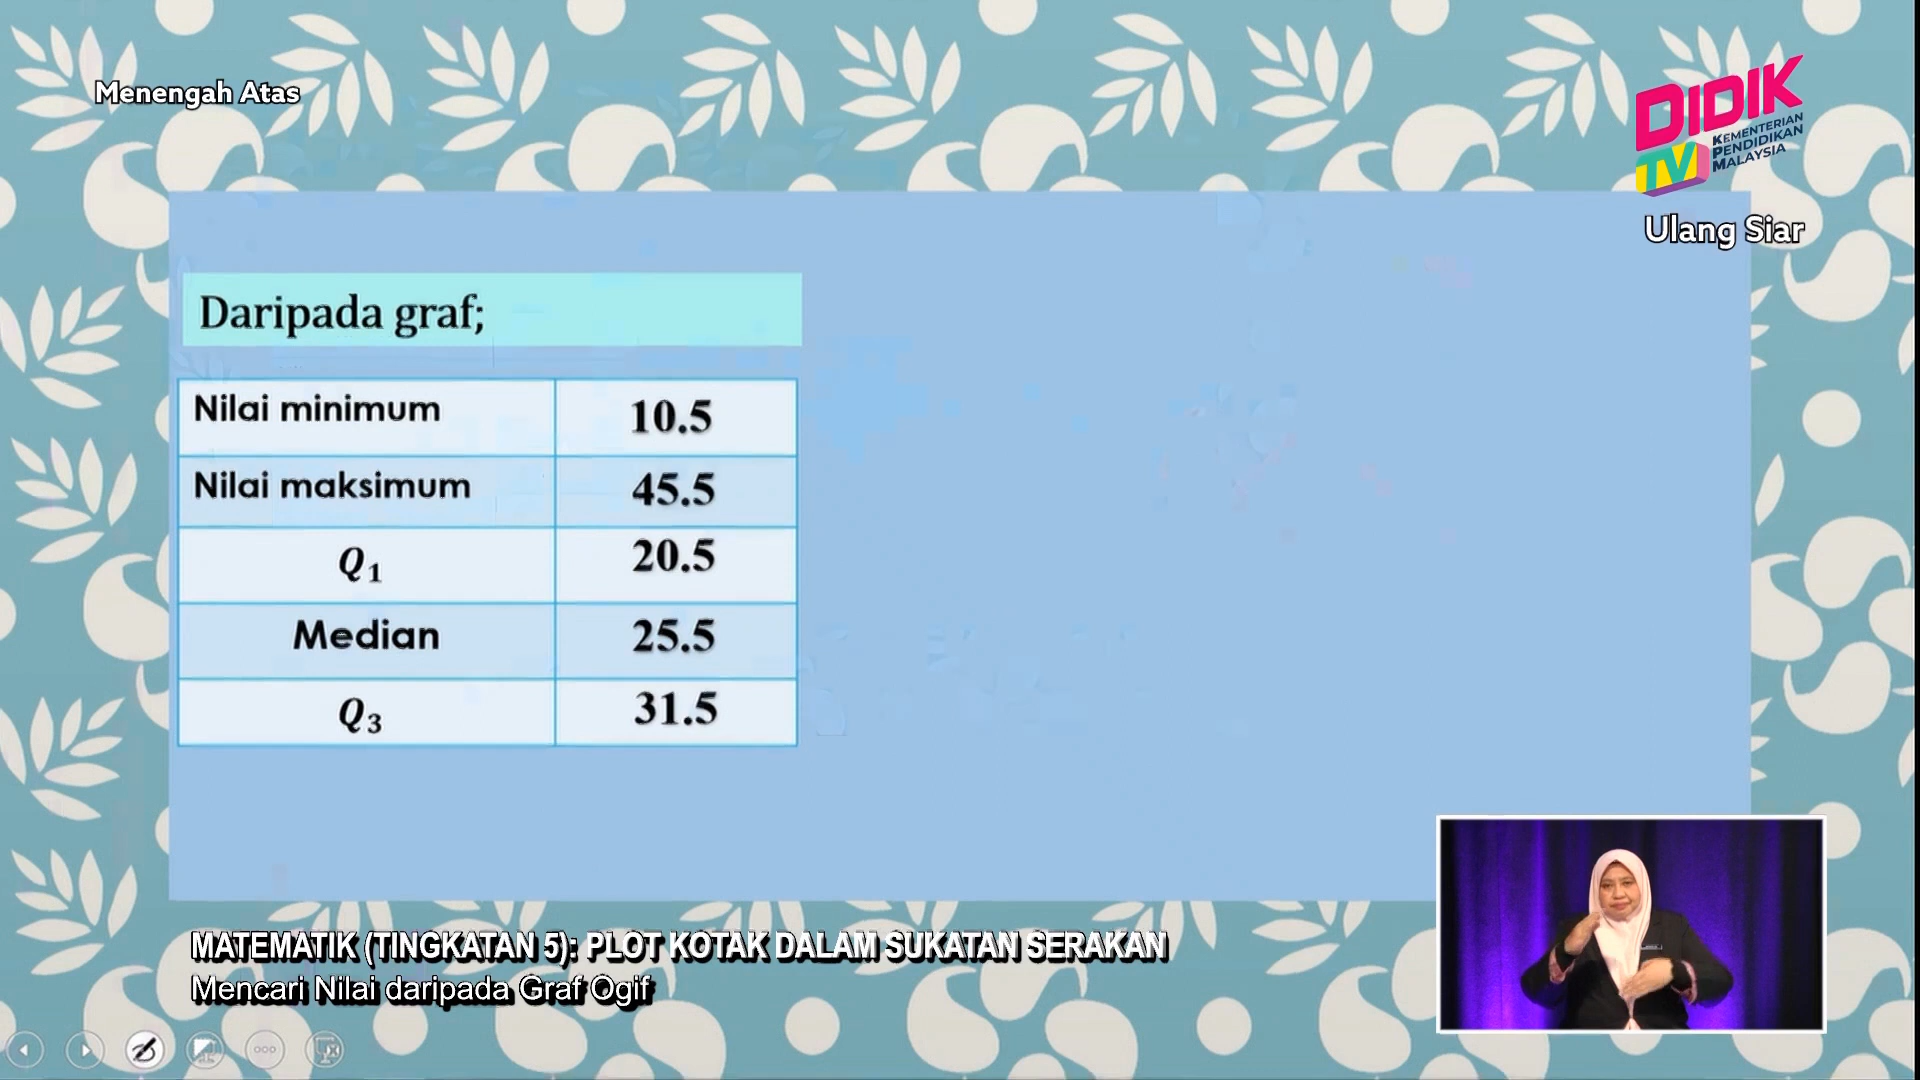 Menengah Atas
DIDIK
TV
KEMENTERIAN
PENDIDIKAN
MALAYSIA
Ulang Siar
Daripada graf;
Nilai minimum 10.5
Nilai maksimum 45.5
Q₁ 20.5
Median 25.5
Q₃ 31.5
MATEMATIK (TINGKATAN 5): PLOT KOTAK DALAM SUKATAN SERAKAN
Mencari Nilai daripada Graf Ogif